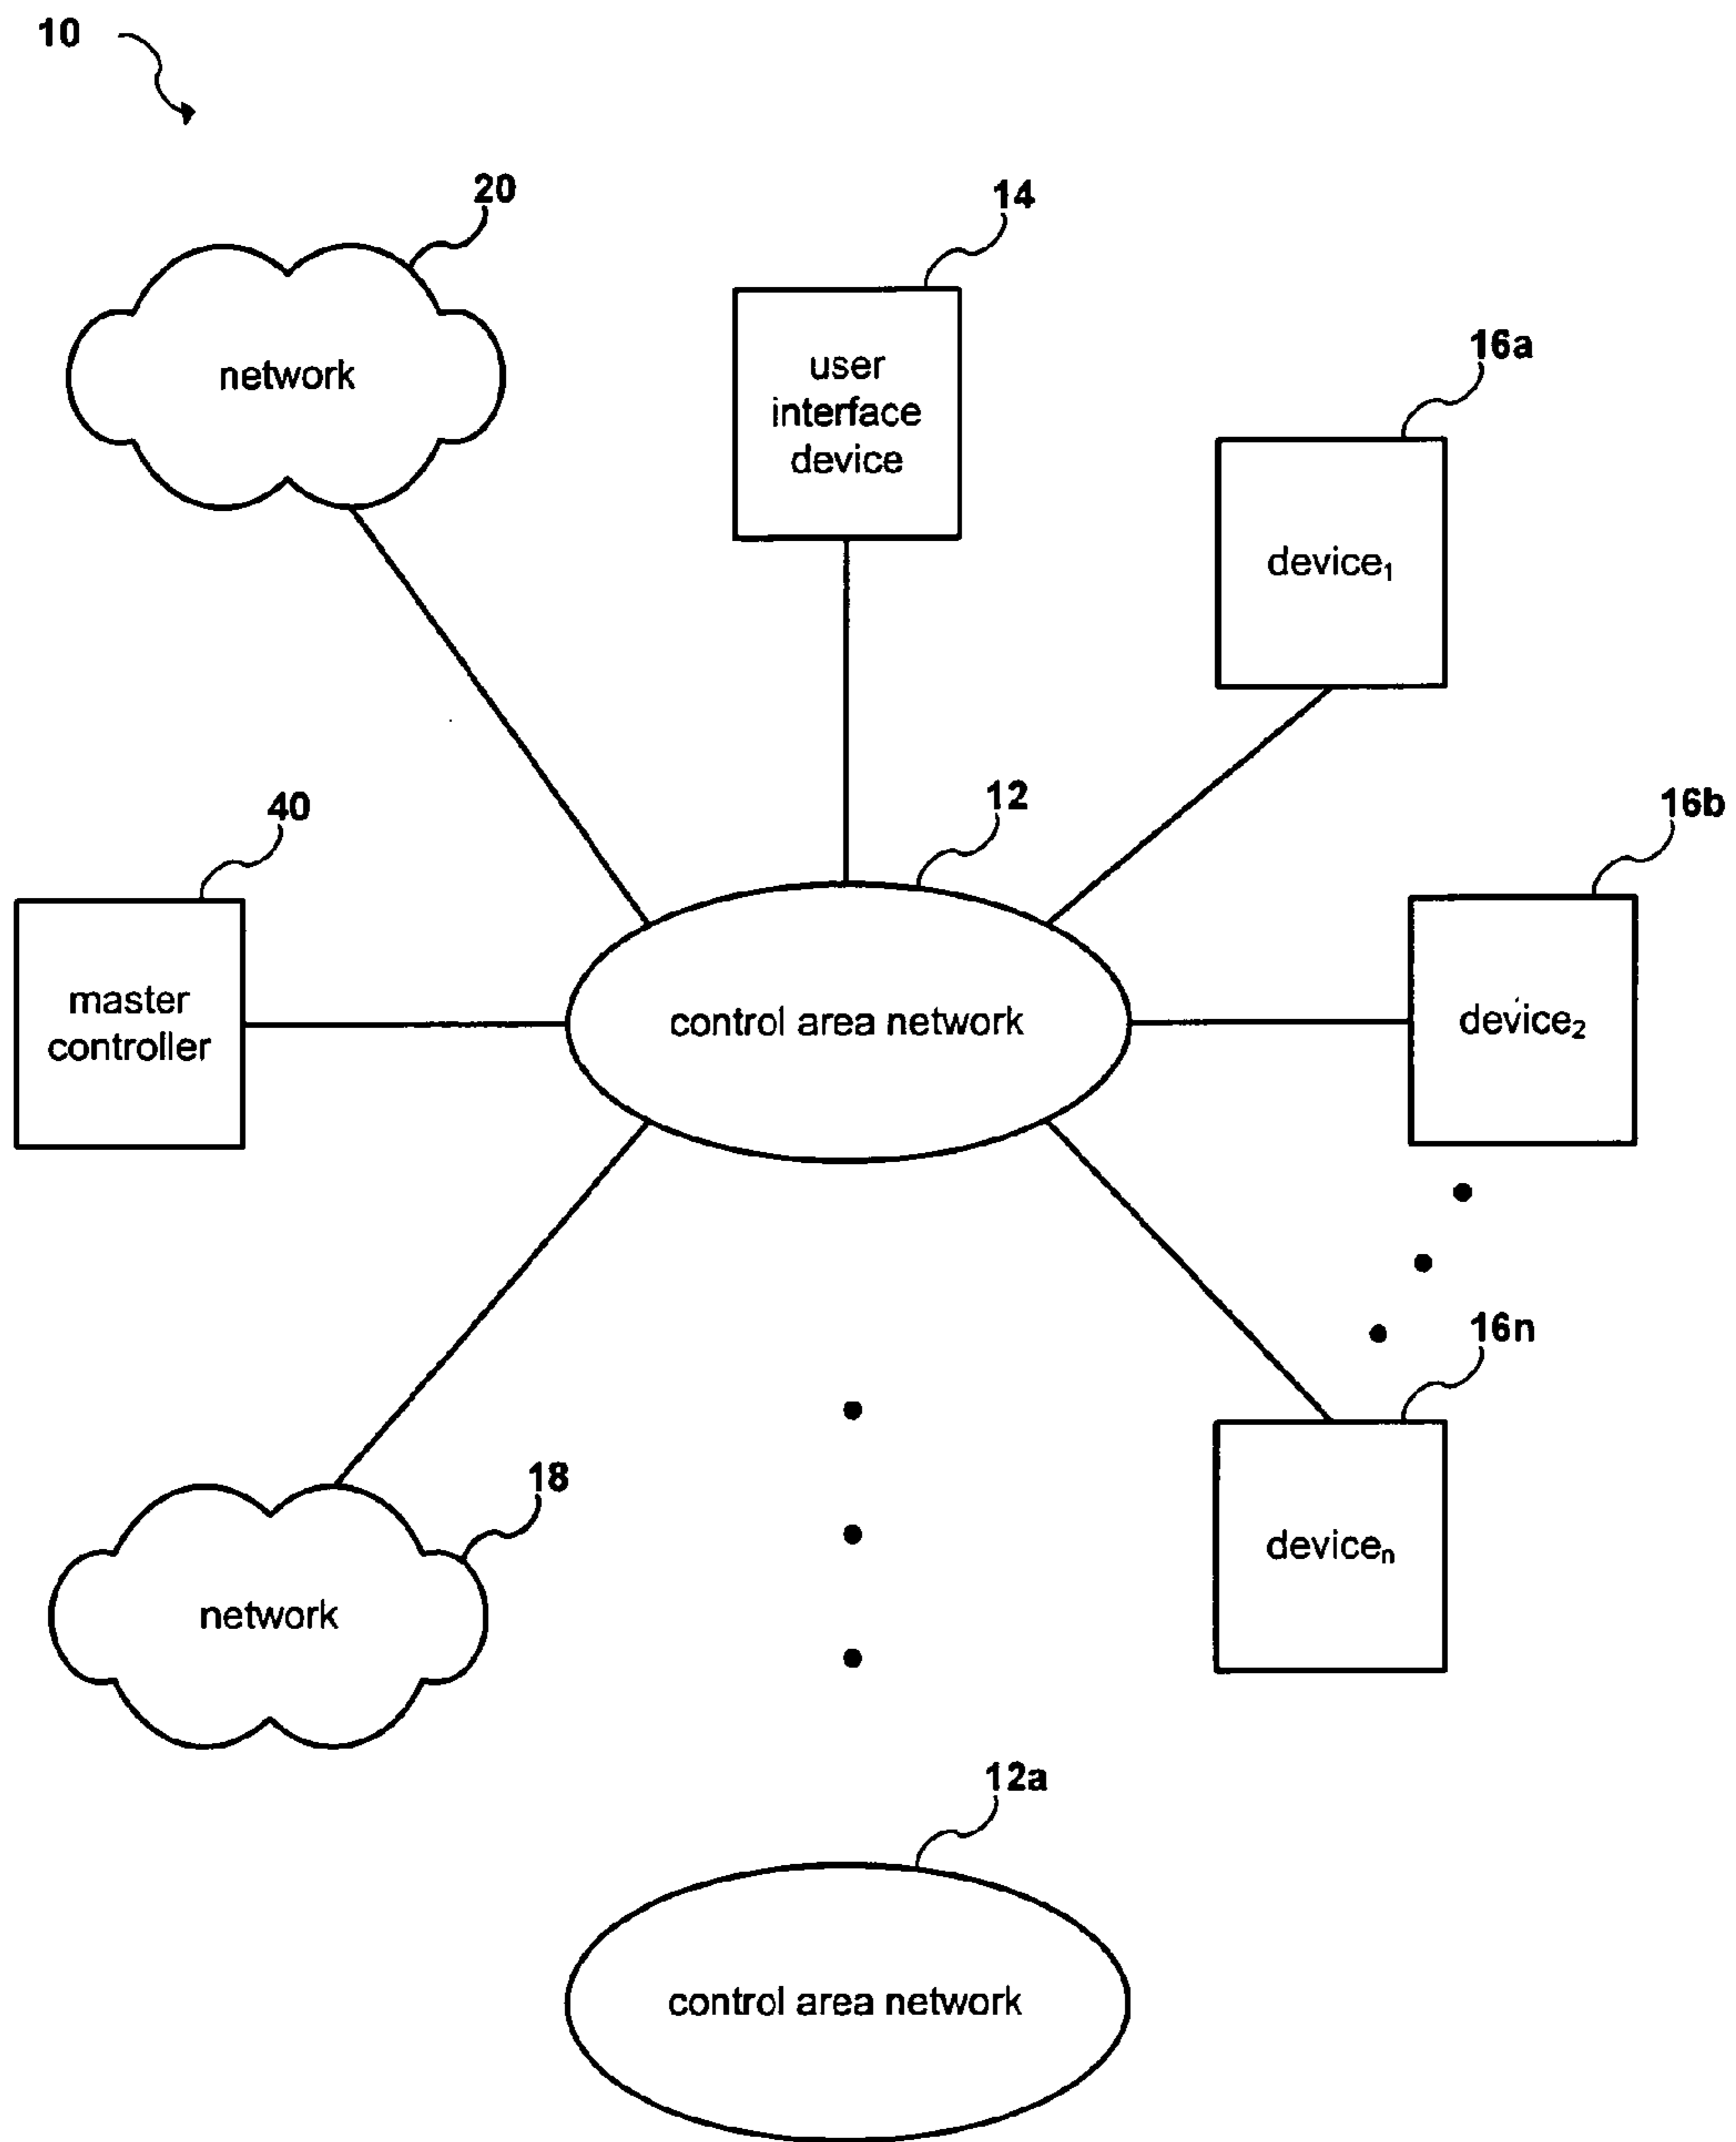 10
20
14
network
user
interface
device
16a
device₁
40
12
16b
master
controller
control area network
device₂
16n
18
network
deviceₙ
12a
control area network